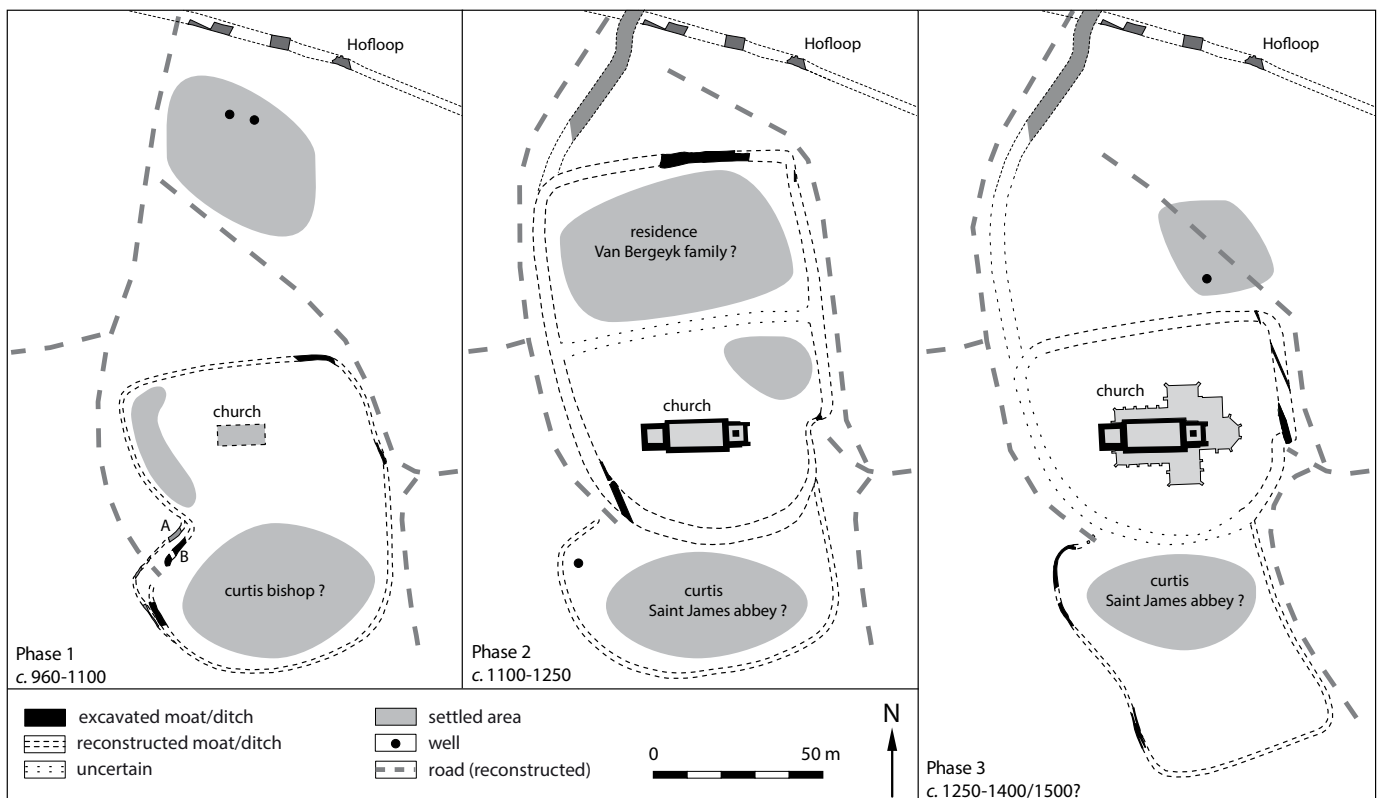 Hofloop
church
A
B
curtis bishop ?
Phase 1
c. 960-1100
Hofloop
residence
Van Bergeyk family ?
church
curtis
Saint James abbey ?
Phase 2
c. 1100-1250
Hofloop
church
curtis
Saint James abbey ?
Phase 3
c. 1250-1400/1500?
excavated moat/ditch
reconstructed moat/ditch
uncertain
settled area
well
road (reconstructed)
0 50 m
N